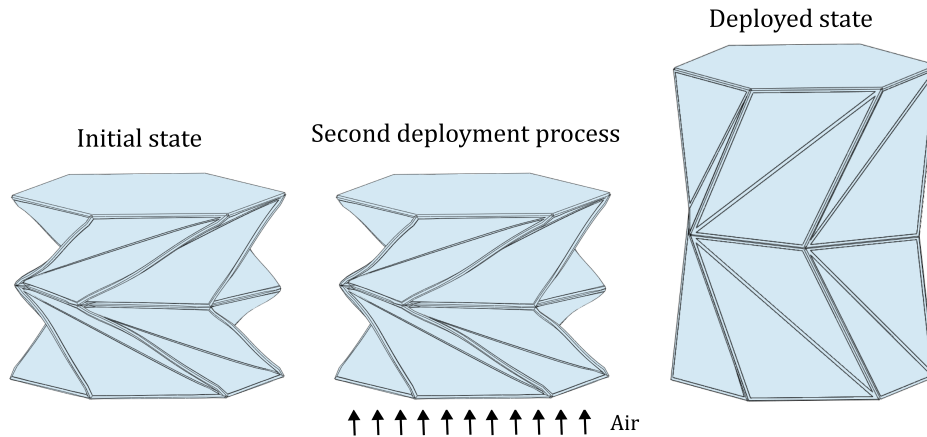 Deployed state
Initial state
Second deployment process
Air